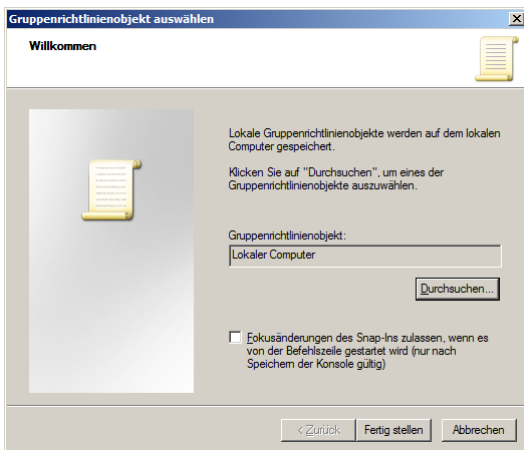 Gruppenrichtlinienobjekt auswählen
Willkommen
Lokale Gruppenrichtlinienobjekte werden auf dem lokalen
Computer gespeichert.
Klicken Sie auf "Durchsuchen", um eines der
Gruppenrichtlinienobjekte auszuwählen.
Gruppenrichtlinienobjekt:
Lokaler Computer
Durchsuchen...
Fokusänderungen des Snap-Ins zulassen, wenn es
von der Befehlszeile gestartet wird (nur nach
Speichern der Konsole gültig)
< Zurück Fertig stellen Abbrechen